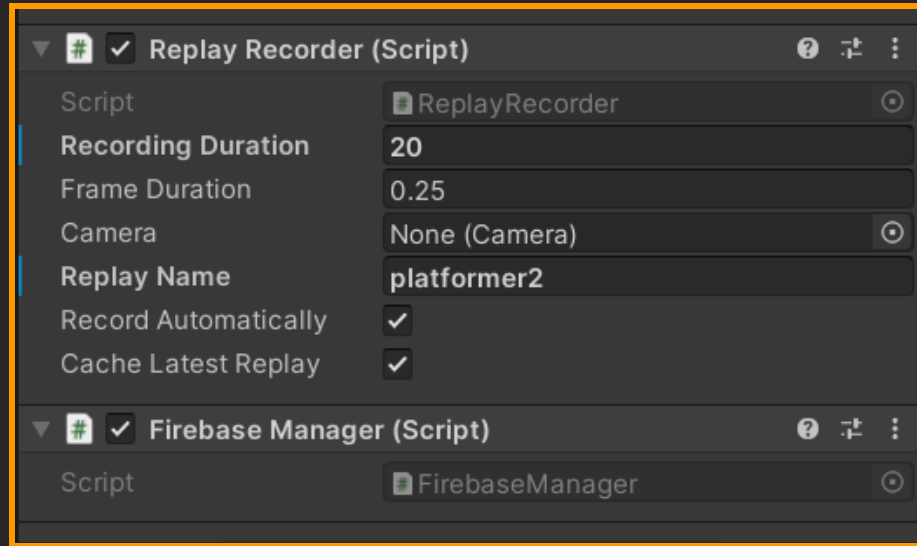 Replay Recorder (Script)
Script ReplayRecorder
Recording Duration 20
Frame Duration 0.25
Camera None (Camera)
Replay Name platformer2
Record Automatically
Cache Latest Replay
Firebase Manager (Script)
Script FirebaseManager